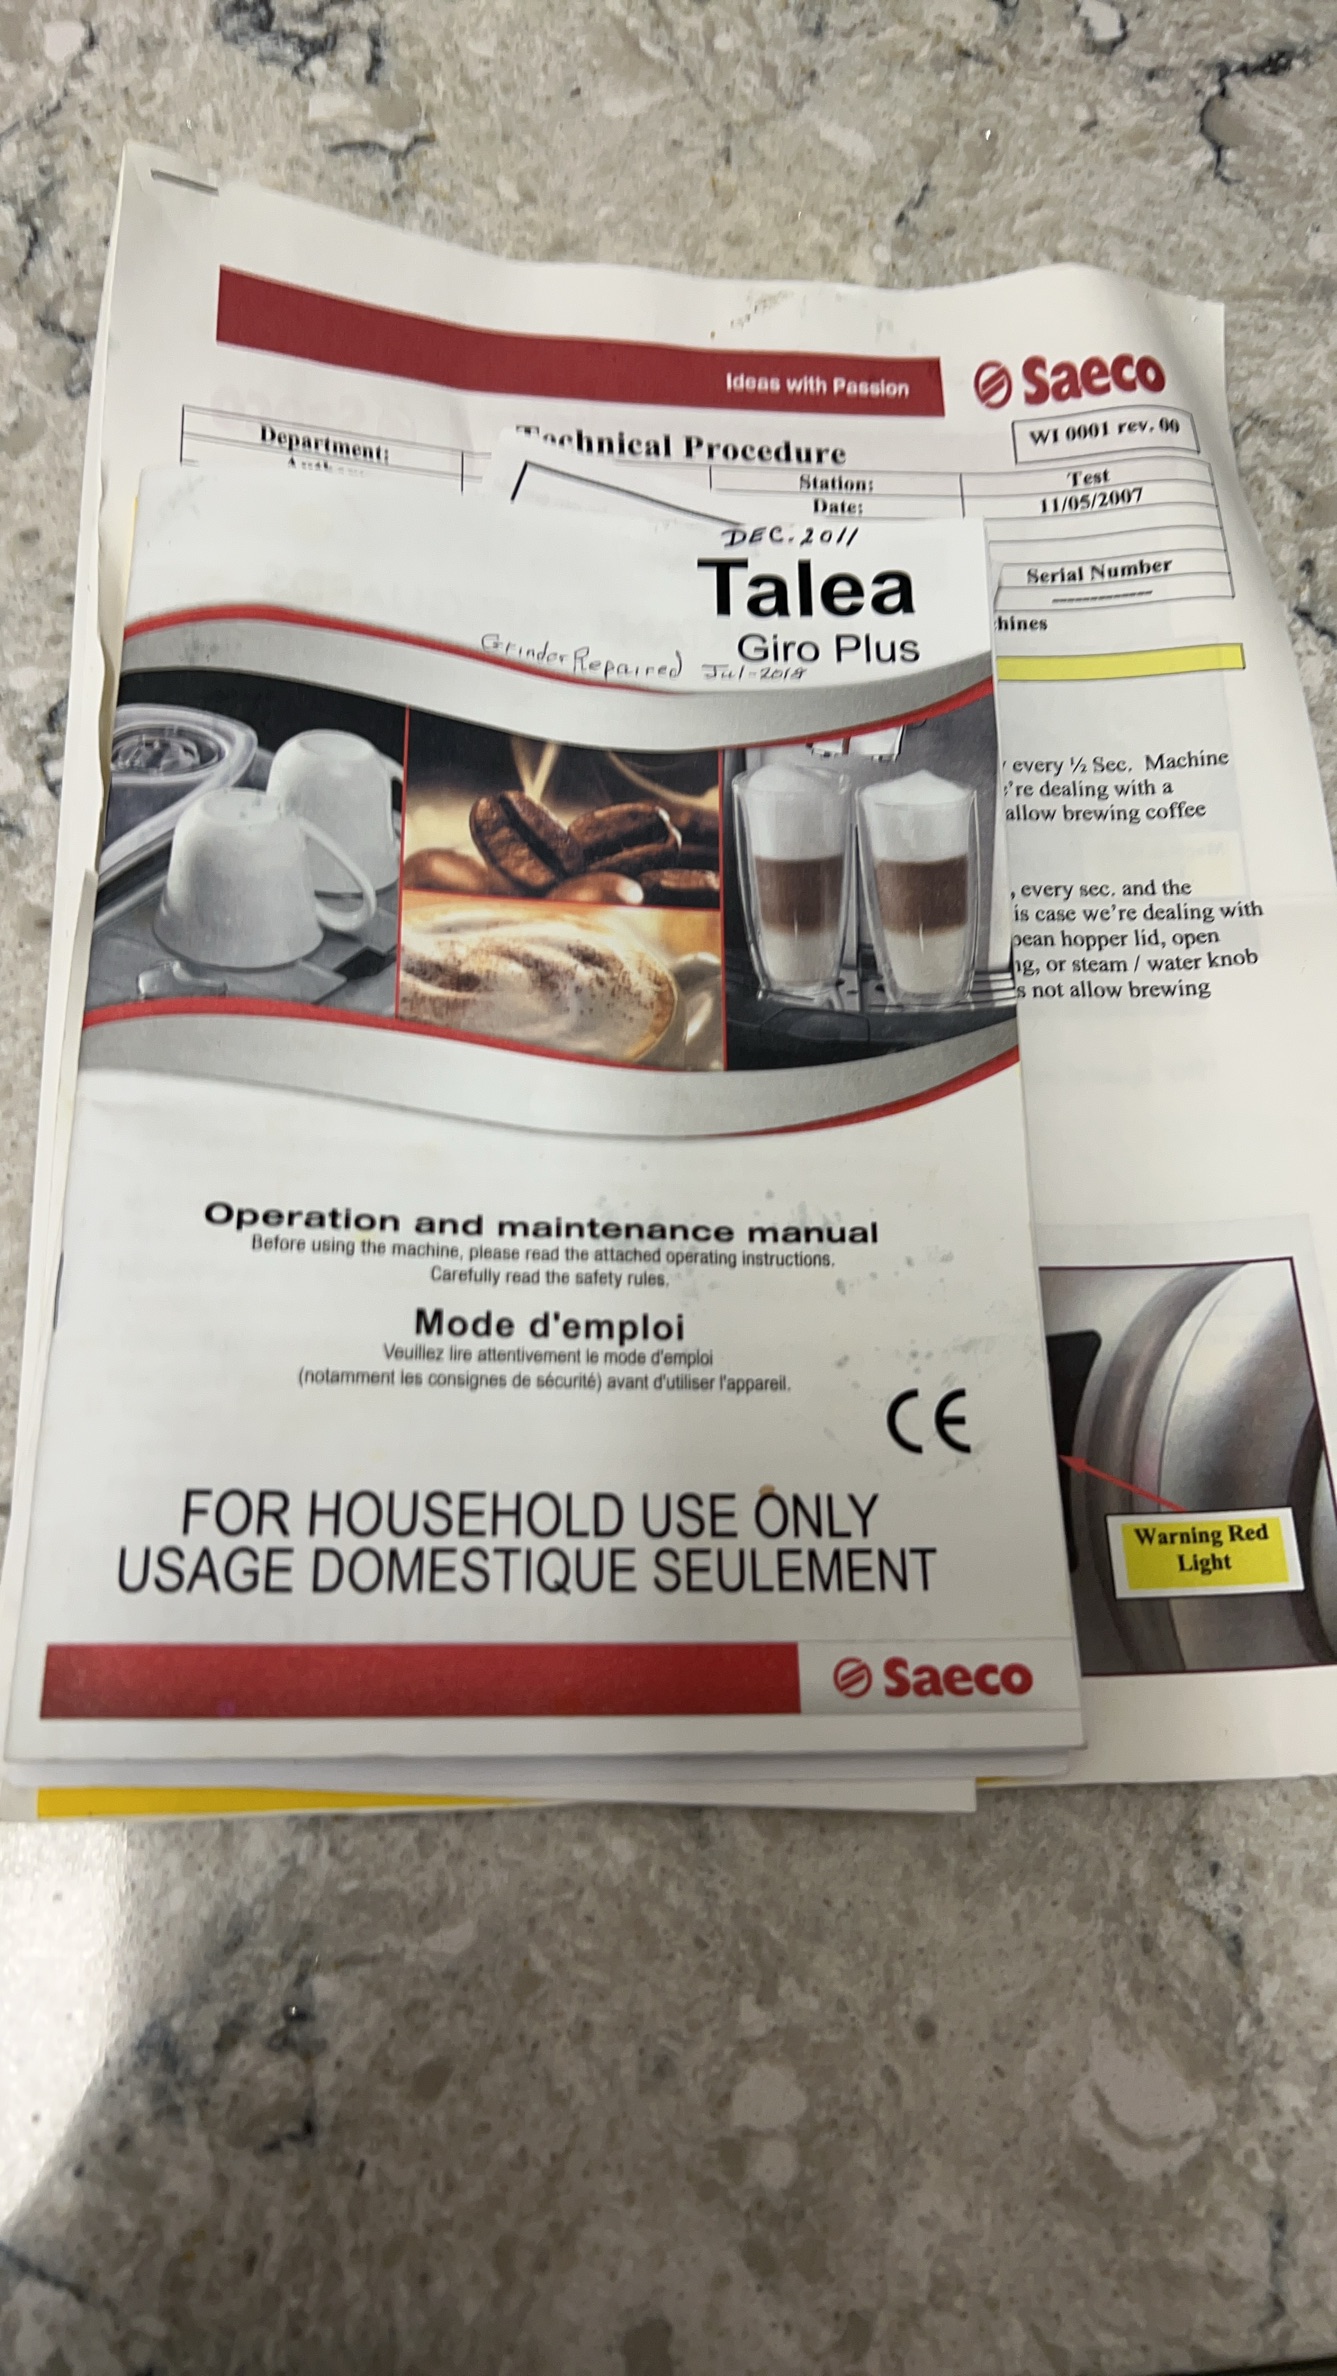 Ideas with Passion
Saeco
WI 0001 rev. 00
Technical Procedure
Department:
Station:
Test
Date:
11/05/2007
Serial Number
hines
every ½ Sec. Machine
're dealing with a
allow brewing coffee
, every sec. and the
is case we're dealing with
bean hopper lid, open
ng, or steam / water knob
s not allow brewing
Warning Red
Light
DEC. 2011
Talea
Giro Plus
Grinder Repaired Jul-2018
Operation and maintenance manual
Before using the machine, please read the attached operating instructions.
Carefully read the safety rules.
Mode d'emploi
Veuillez lire attentivement le mode d'emploi
(notamment les consignes de sécurité) avant d'utiliser l'appareil.
CE
FOR HOUSEHOLD USE ONLY
USAGE DOMESTIQUE SEULEMENT
Saeco